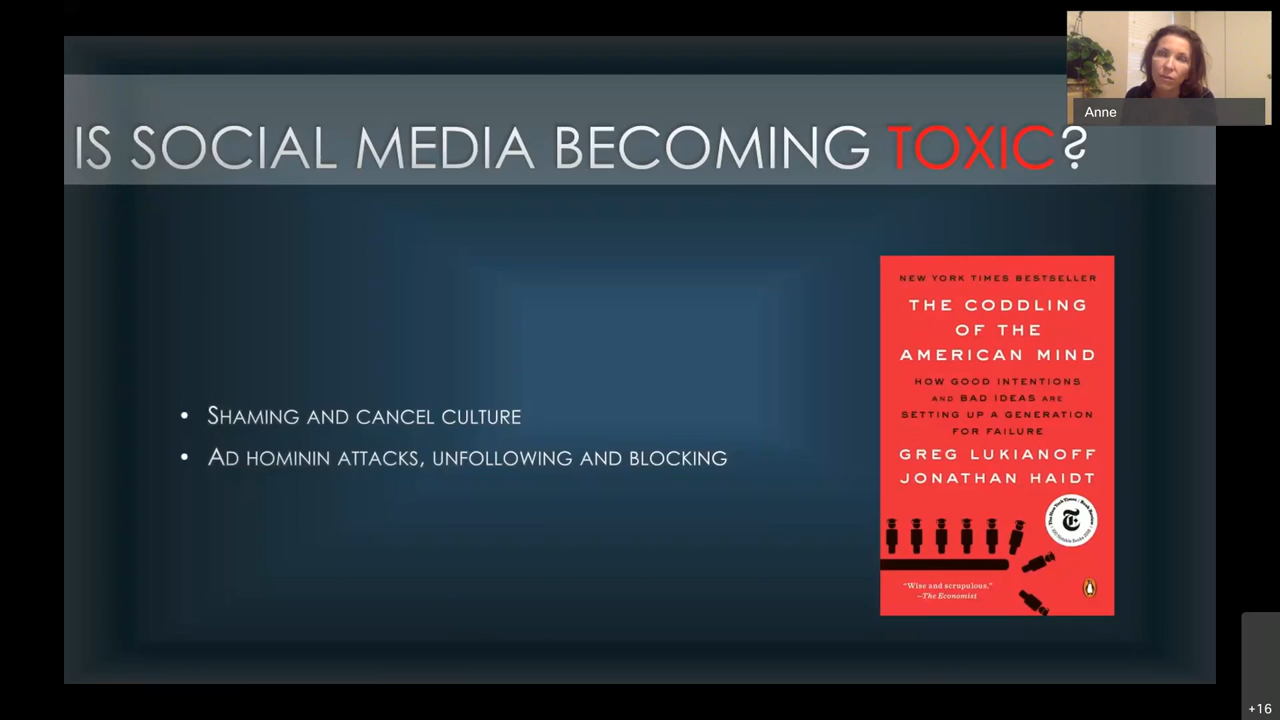 IS SOCIAL MEDIA BECOMING TOXIC?
Anne
• SHAMING AND CANCEL CULTURE
• AD HOMININ ATTACKS, UNFOLLOWING AND BLOCKING
NEW YORK TIMES BESTSELLER
THE CODDLING
OF THE
AMERICAN MIND
HOW GOOD INTENTIONS
AND BAD IDEAS ARE
SETTING UP A GENERATION
FOR FAILURE
GREG LUKIANOFF
JONATHAN HAIDT
"Wise and scrupulous."
—The Economist
+16